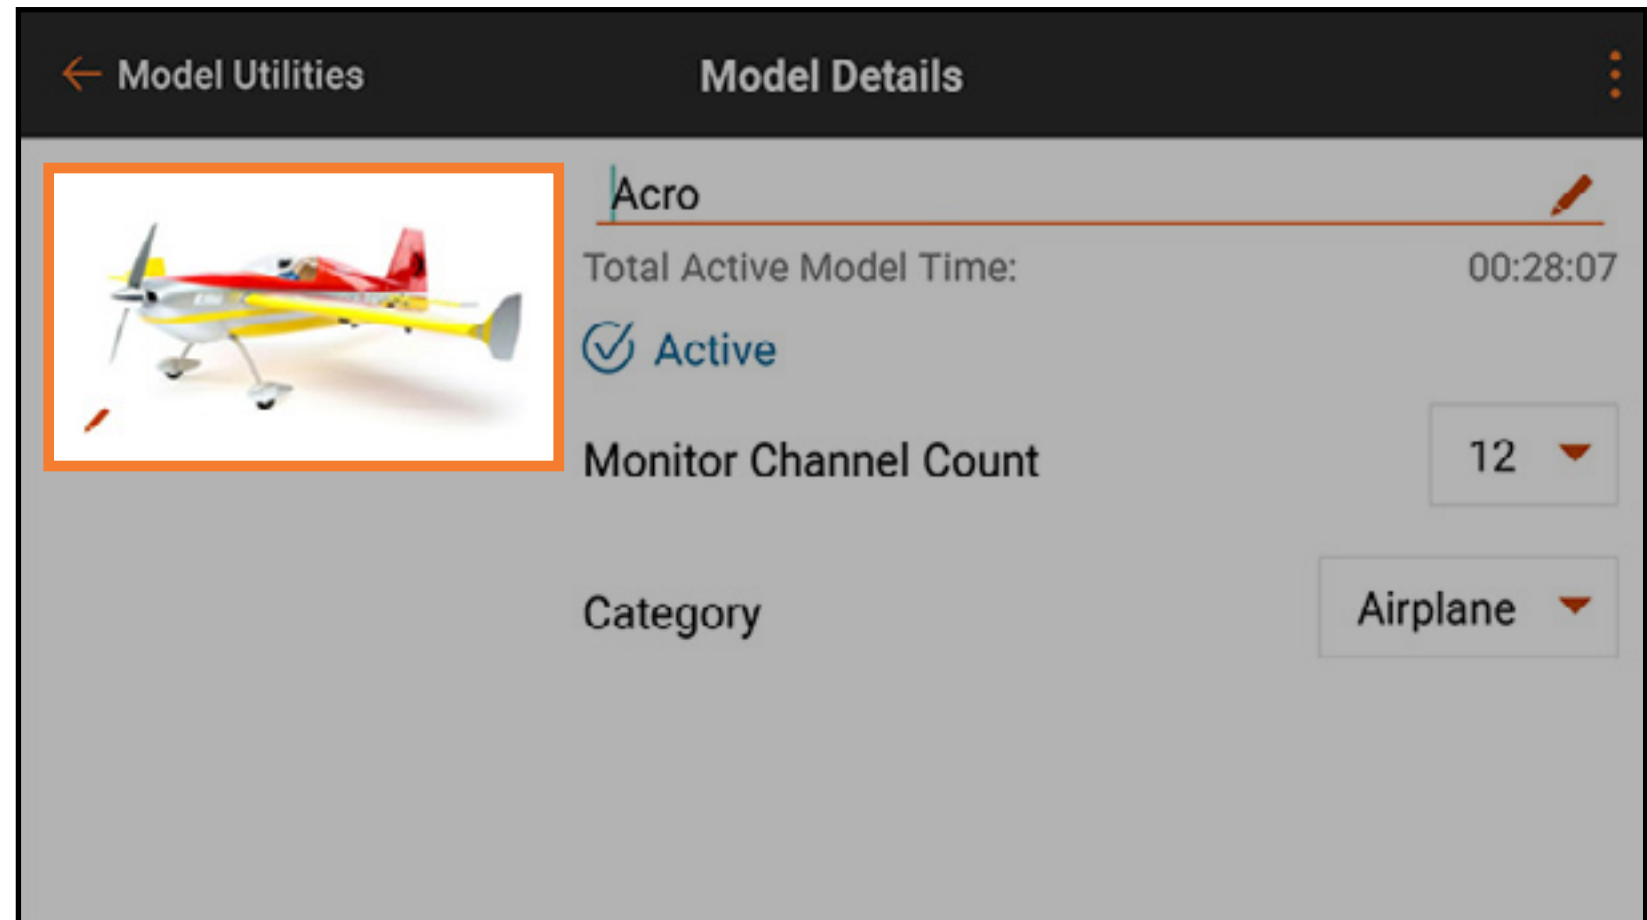 Model Utilities
Model Details
Acro
Total Active Model Time:
00:28:07
Active
Monitor Channel Count
12
Category
Airplane